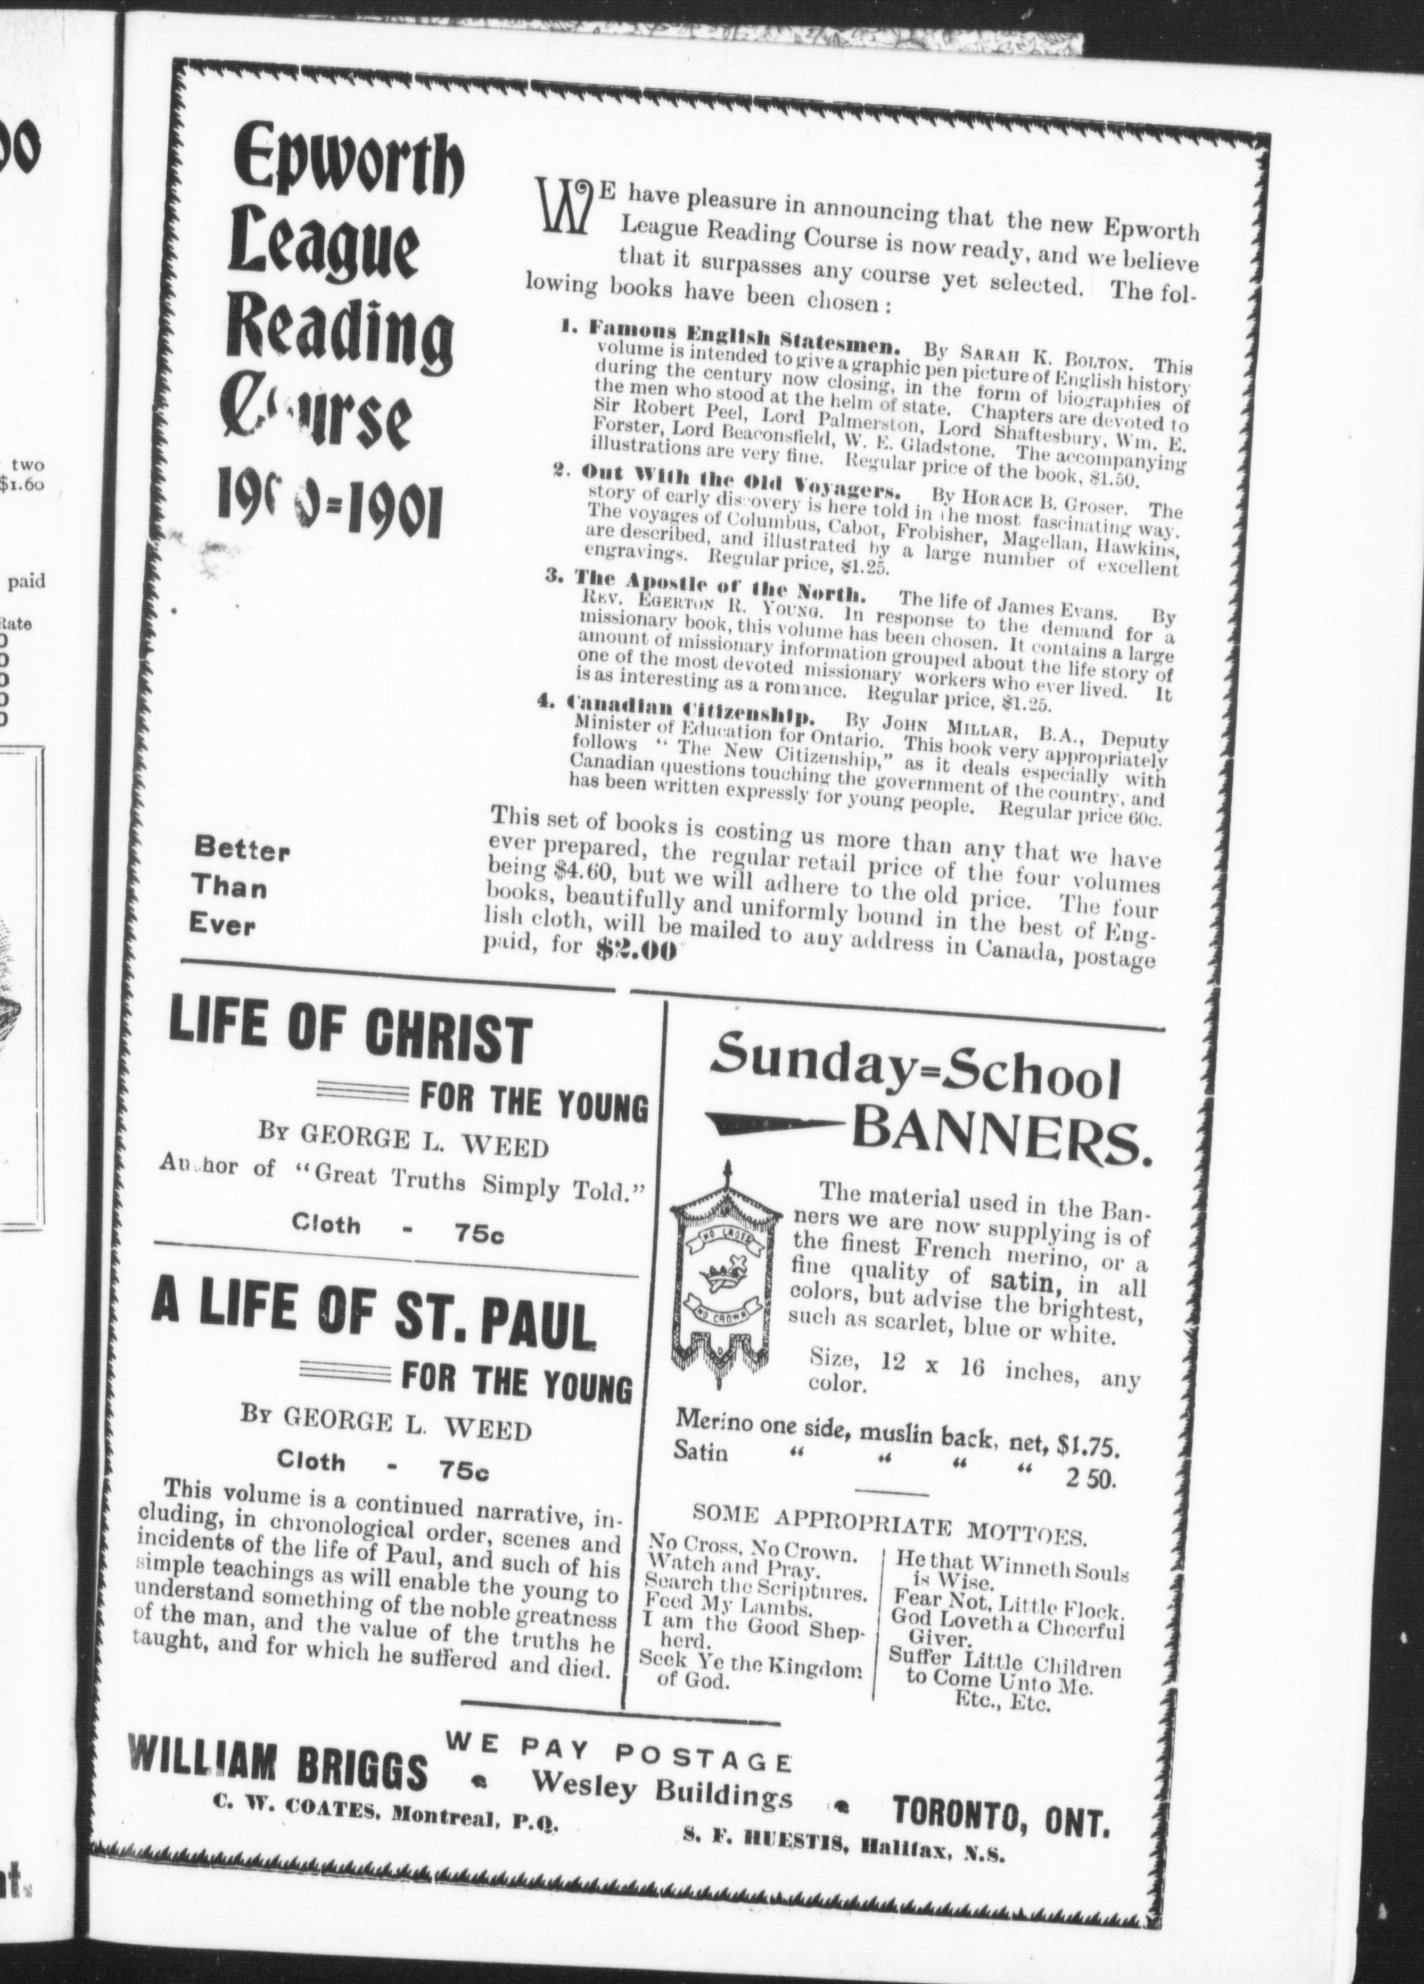 00
two
$1.60
paid
Rate
0
0
0
0
0
nt.
Epworth
League
Reading
Course
1900=1901
WE have pleasure in announcing that the new Epworth
League Reading Course is now ready, and we believe
that it surpasses any course yet selected. The fol-
lowing books have been chosen:
1. Famous English Statesmen. By SARAH K. BOLTON. This
volume is intended to give a graphic pen picture of English history
during the century now closing, in the form of biographies of
the men who stood at the helm of state. Chapters are devoted to
Sir Robert Peel, Lord Palmerston, Lord Shaftesbury, Wm. E.
Forster, Lord Beaconsfield, W. E. Gladstone. The accompanying
illustrations are very fine. Regular price of the book, $1.50.
2. Out With the Old Voyagers. By HORACE B. Groser. The
story of early discovery is here told in the most fascinating way.
The voyages of Columbus, Cabot, Frobisher, Magellan, Hawkins,
are described, and illustrated by a large number of excellent
engravings. Regular price, $1.25.
3. The Apostle of the North. The life of James Evans. By
REV. EGERTON R. YOUNG. In response to the demand for a
missionary book, this volume has been chosen. It contains a large
amount of missionary information grouped about the life story of
one of the most devoted missionary workers who ever lived. It
is as interesting as a romance. Regular price, $1.25.
4. Canadian Citizenship. By JOHN MILLAR, B.A., Deputy
Minister of Education for Ontario. This book very appropriately
follows "The New Citizenship," as it deals especially with
Canadian questions touching the government of the country, and
has been written expressly for young people. Regular price 60c.
Better
Than
Ever
This set of books is costing us more than any that we have
ever prepared, the regular retail price of the four volumes
being $4.60, but we will adhere to the old price. The four
books, beautifully and uniformly bound in the best of Eng-
lish cloth, will be mailed to any address in Canada, postage
paid, for $2.00
LIFE OF CHRIST
FOR THE YOUNG
By GEORGE L. WEED
Author of "Great Truths Simply Told."
Cloth - 75c
A LIFE OF ST. PAUL
FOR THE YOUNG
By GEORGE L. WEED
Cloth - 75c
This volume is a continued narrative, in-
cluding, in chronological order, scenes and
incidents of the life of Paul, and such of his
simple teachings as will enable the young to
understand something of the noble greatness
of the man, and the value of the truths he
taught, and for which he suffered and died.
Sunday=School
BANNERS.
NO CROSS
NO CROWN
The material used in the Ban-
ners we are now supplying is of
the finest French merino, or a
fine quality of satin, in all
colors, but advise the brightest,
such as scarlet, blue or white.
Size, 12 x 16 inches, any
color.
Merino one side, muslin back, net, $1.75.
Satin " " " " 2 50.
SOME APPROPRIATE MOTTOES.
No Cross, No Crown.
Watch and Pray.
Search the Scriptures.
Feed My Lambs.
I am the Good Shep-
herd.
Seek Ye the Kingdom
of God.
He that Winneth Souls
is Wise.
Fear Not, Little Flock.
God Loveth a Cheerful
Giver.
Suffer Little Children
to Come Unto Me.
Etc., Etc.
WE PAY POSTAGE
WILLIAM BRIGGS Wesley Buildings TORONTO, ONT.
C. W. COATES, Montreal, P.Q. S. F. HUESTIS, Halifax, N.S.